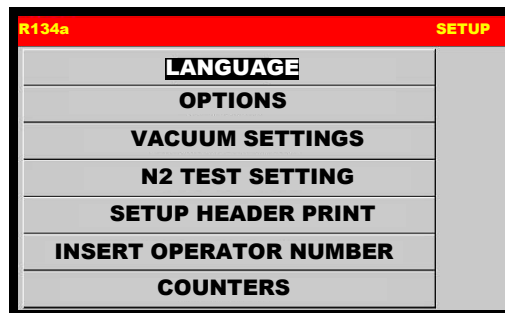 R134a SETUP
LANGUAGE
OPTIONS
VACUUM SETTINGS
N2 TEST SETTING
SETUP HEADER PRINT
INSERT OPERATOR NUMBER
COUNTERS